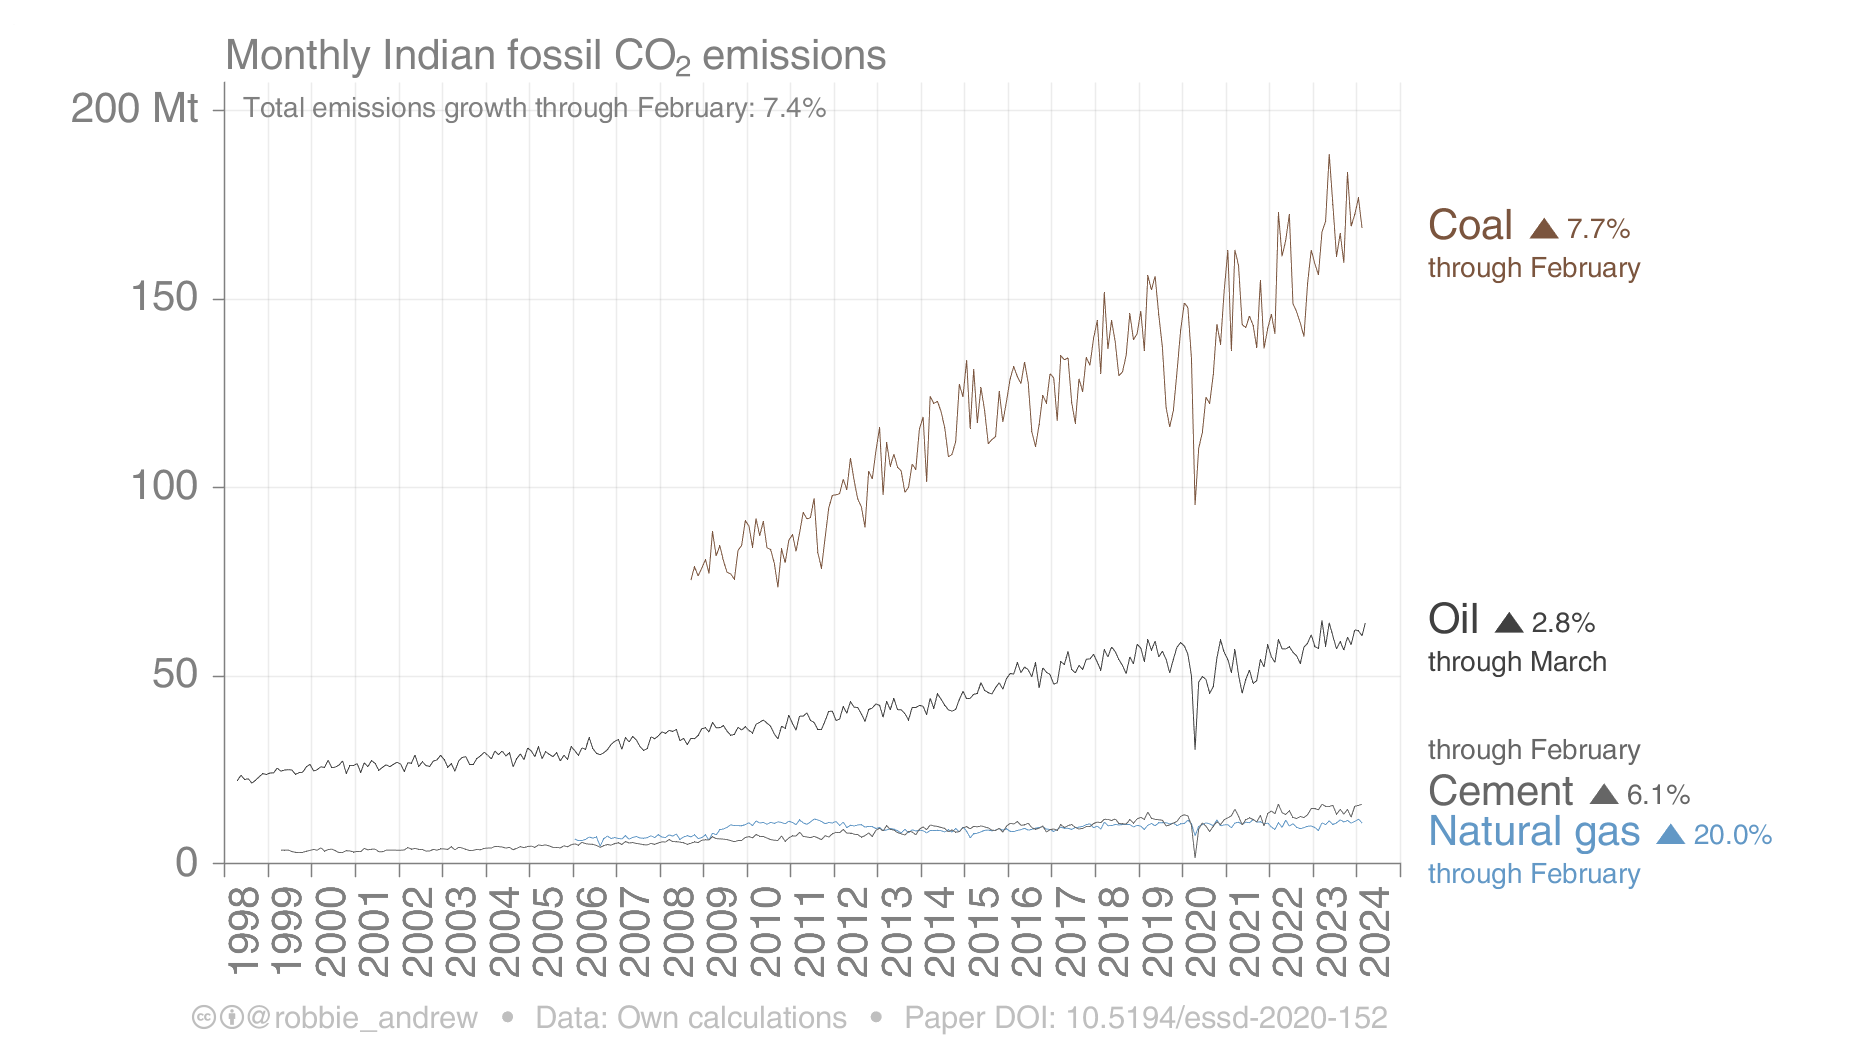 Monthly Indian fossil CO₂ emissions
Total emissions growth through February: 7.4%
200 Mt
150
100
50
0
Coal ▲ 7.7%
through February
Oil ▲ 2.8%
through March
through February
Cement ▲ 6.1%
Natural gas ▲ 20.0%
through February
1998 1999 2000 2001 2002 2003 2004 2005 2006 2007 2008 2009 2010 2011 2012 2013 2014 2015 2016 2017 2018 2019 2020 2021 2022 2023 2024
@robbie_andrew • Data: Own calculations • Paper DOI: 10.5194/essd-2020-152